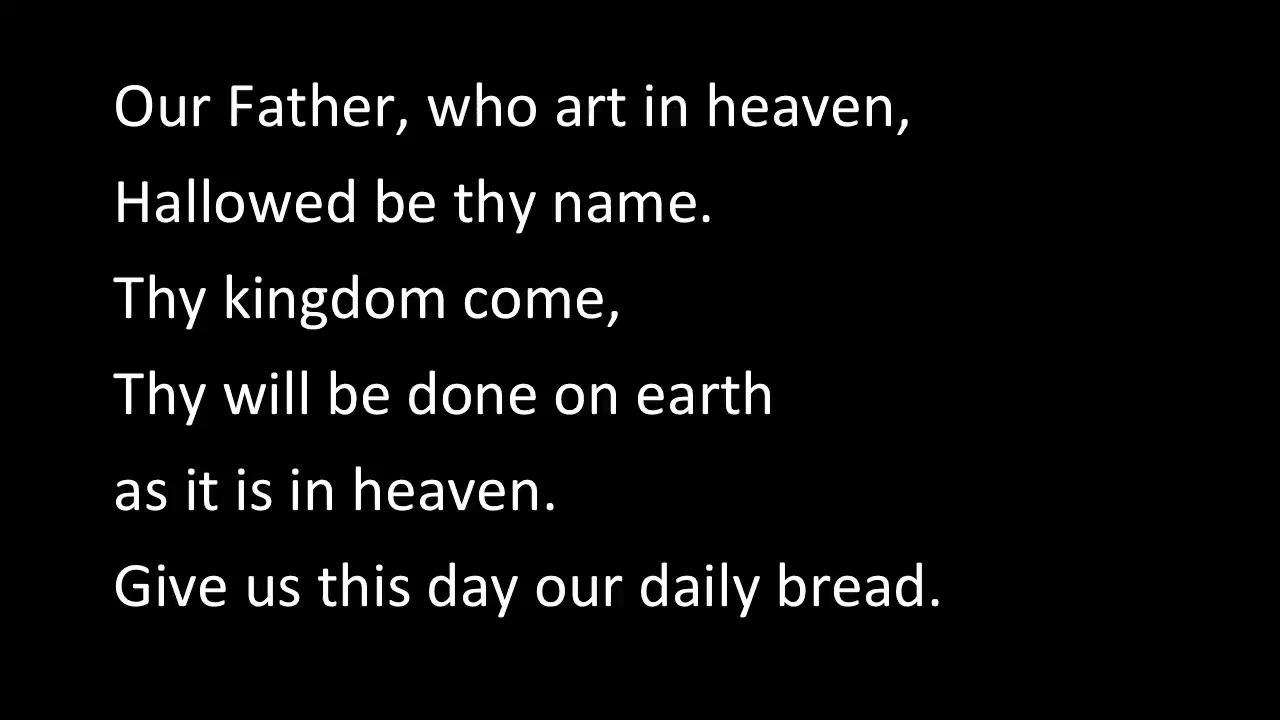 Our Father, who art in heaven,
Hallowed be thy name.
Thy kingdom come,
Thy will be done on earth
as it is in heaven.
Give us this day our daily bread.